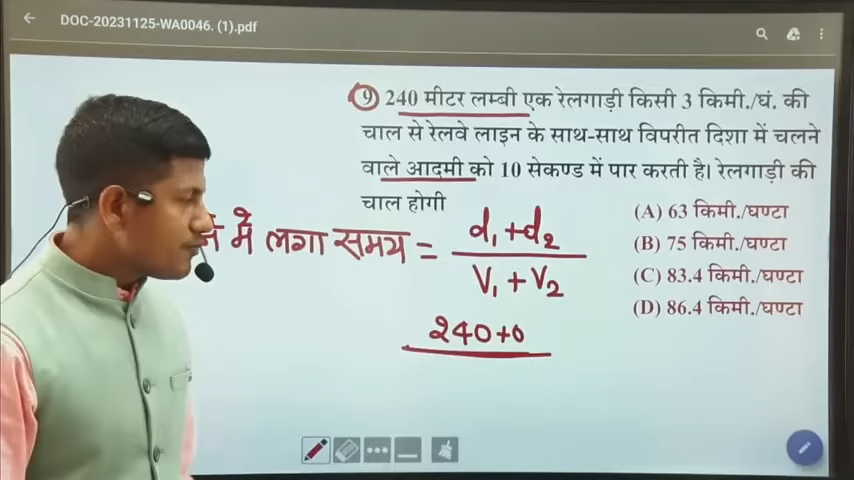 DOC-20231125-WA0046. (1).pdf
9 240 मीटर लम्बी एक रेलगाड़ी किसी 3 किमी./घं. की
चाल से रेलवे लाइन के साथ-साथ विपरीत दिशा में चलने
वाले आदमी को 10 सेकण्ड में पार करती है। रेलगाड़ी की
चाल होगी
(A) 63 किमी./घण्टा
(B) 75 किमी./घण्टा
(C) 83.4 किमी./घण्टा
(D) 86.4 किमी./घण्टा
में लगा समय = d₁+d₂
V₁+V₂
240+0